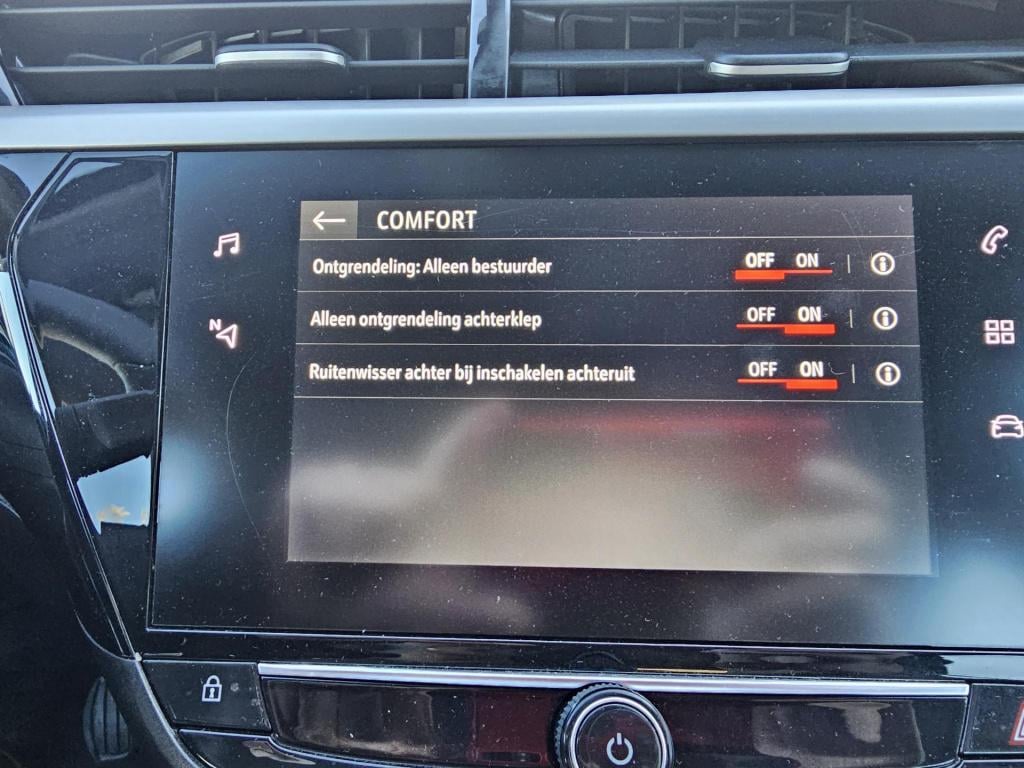 COMFORT
Ontgrendeling: Alleen bestuurder OFF ON
Alleen ontgrendeling achterklep OFF ON
Ruitenwisser achter bij inschakelen achteruit OFF ON
N